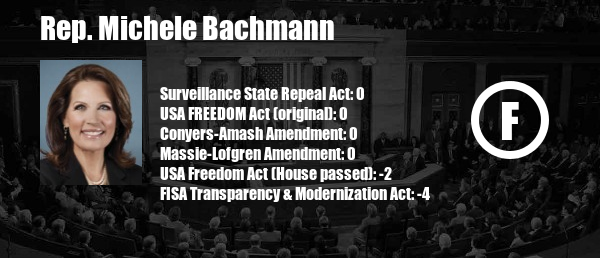 Rep. Michele Bachmann
Surveillance State Repeal Act: 0
USA FREEDOM Act (original): 0
Conyers-Amash Amendment: 0
Massie-Lofgren Amendment: 0
USA Freedom Act (House passed): -2
FISA Transparency & Modernization Act: -4
F